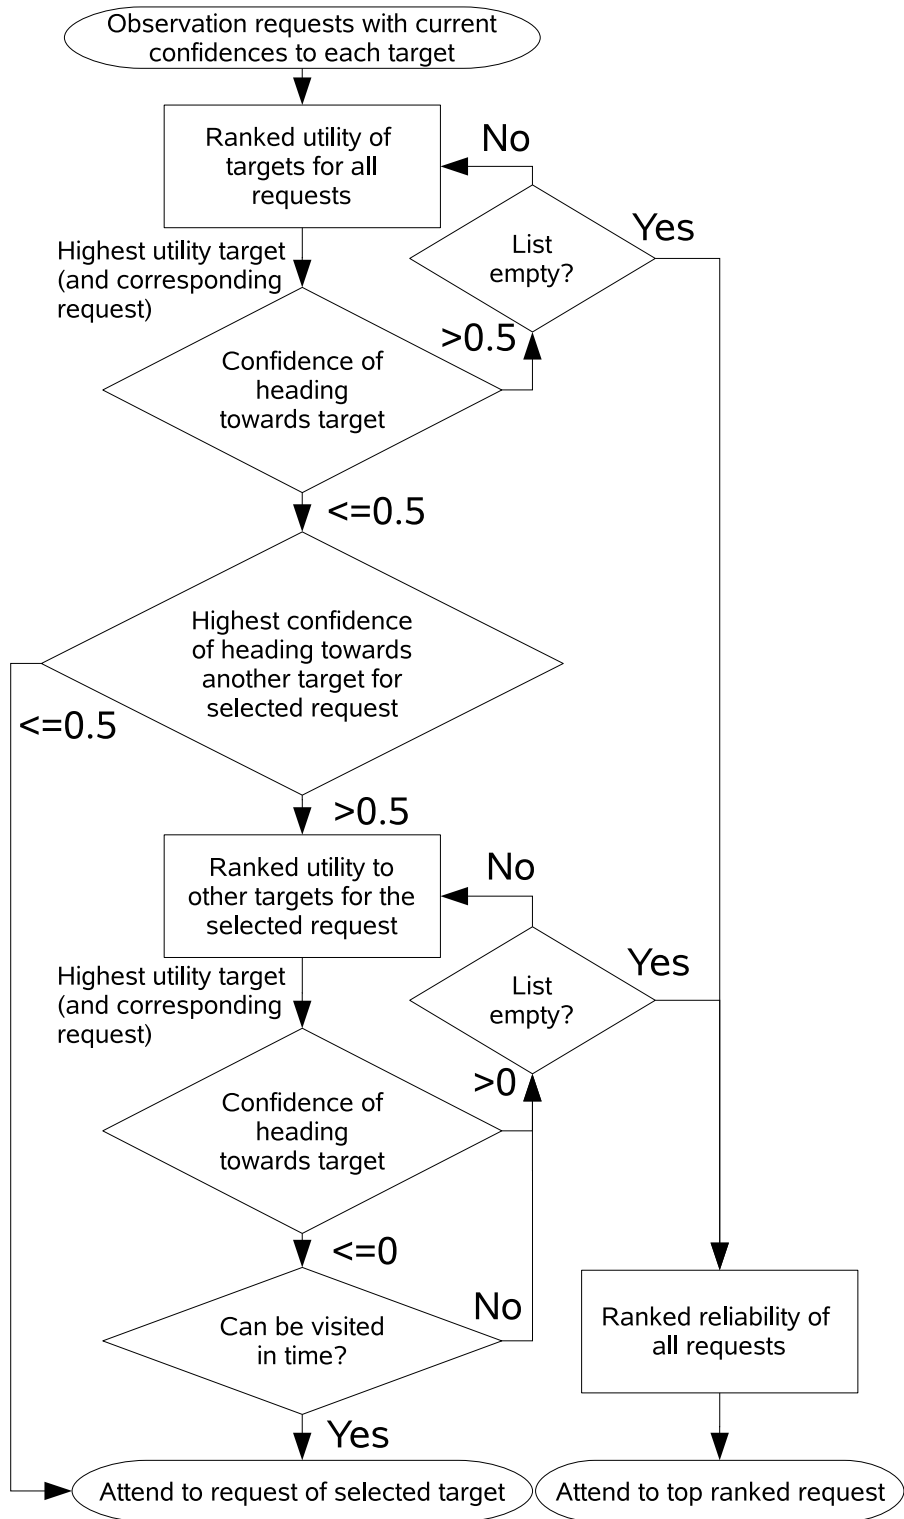 Observation requests with current
confidences to each target
Ranked utility of
targets for all
requests
No
Yes
List
empty?
Highest utility target
(and corresponding
request)
>0.5
Confidence of
heading
towards target
<=0.5
Highest confidence
of heading towards
another target for
selected request
<=0.5
>0.5
Ranked utility to
other targets for the
selected request
No
Yes
List
empty?
Highest utility target
(and corresponding
request)
>0
Confidence of
heading
towards target
<=0
No
Can be visited
in time?
Ranked reliability of
all requests
Yes
Attend to request of selected target
Attend to top ranked request